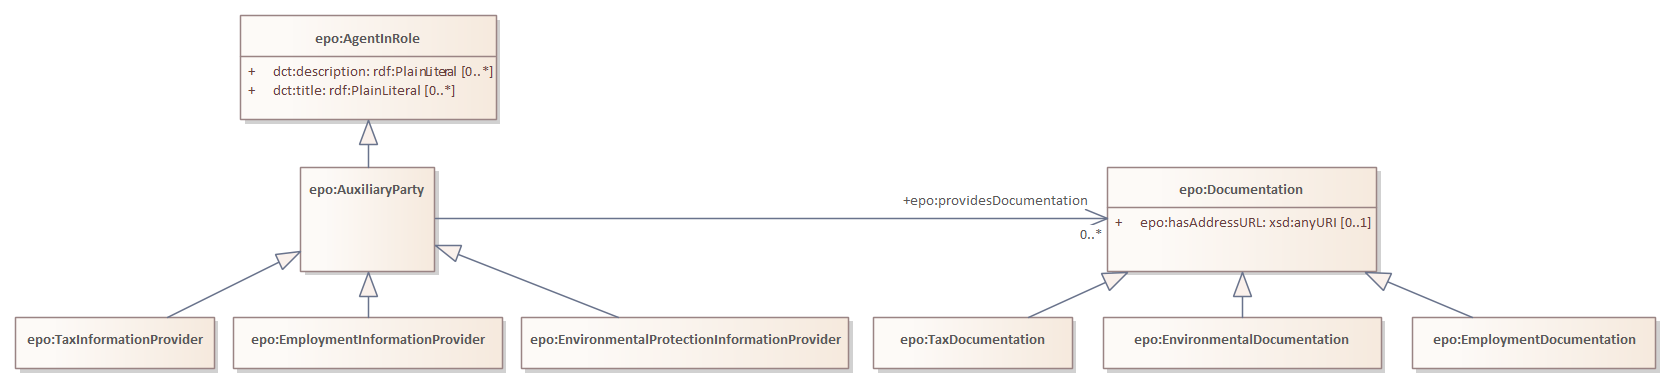 epo:AgentInRole
+ dct:description: rdf:PlainLiteral [0..*]
+ dct:title: rdf:PlainLiteral [0..*]
epo:AuxiliaryParty
+epo:providesDocumentation
0..*
epo:Documentation
+ epo:hasAddressURL: xsd:anyURI [0..1]
epo:TaxInformationProvider
epo:EmploymentInformationProvider
epo:EnvironmentalProtectionInformationProvider
epo:TaxDocumentation
epo:EnvironmentalDocumentation
epo:EmploymentDocumentation